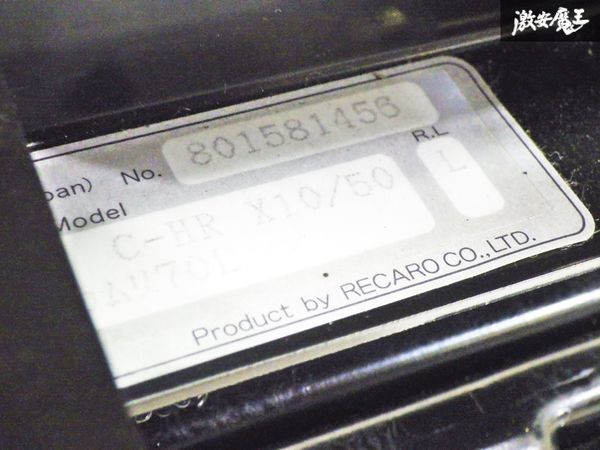 激安魔王
pan) No. 801581456
Model R.L
C-HR X10/50 L
Product by RECARO CO.,LTD.